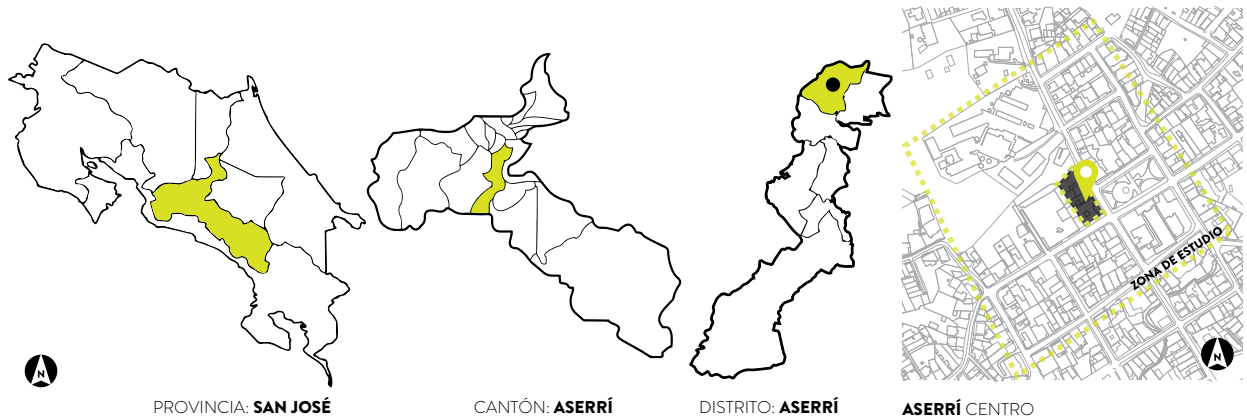 ZONA DE ESTUDIO
N
N
PROVINCIA: SAN JOSÉ
CANTÓN: ASERRÍ
DISTRITO: ASERRÍ
ASERRÍ CENTRO